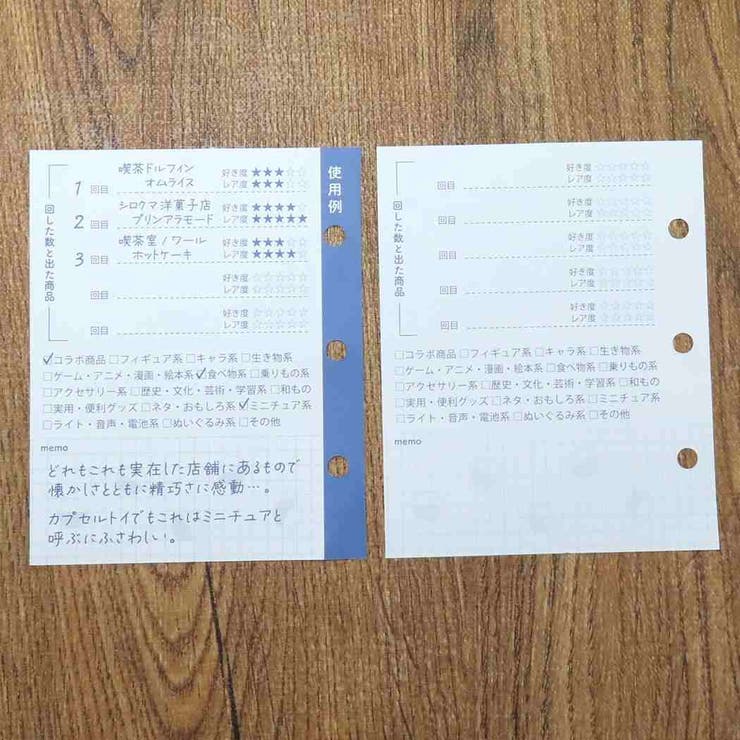 使用例
回した数と出た商品
1 回目 喫茶ドルフィン オムライス
好き度 ★★★☆☆
レア度 ★★★☆☆
2 回目 シロクマ洋菓子店 プリンアラモード
好き度 ★★★★☆
レア度 ★★★★★
3 回目 喫茶室ノワール ホットケーキ
好き度 ★★★☆☆
レア度 ★★★★☆
回目
好き度 ☆☆☆☆☆
レア度 ☆☆☆☆☆
回目
好き度 ☆☆☆☆☆
レア度 ☆☆☆☆☆
☑コラボ商品 □フィギュア系 □キャラ系 □生き物系
□ゲーム・アニメ・漫画・絵本系 ☑食べ物系 □乗りもの系
□アクセサリー系 □歴史・文化・芸術・学習系 □和もの
□実用・便利グッズ □ネタ・おもしろ系 ☑ミニチュア系
□ライト・音声・電池系 □ぬいぐるみ系 □その他
memo
どれもこれも実在した店舗にあるもので
懐かしさとともに精巧さに感動…。
カプセルトイでもこれはミニチュアと
呼ぶにふさわしい。
回した数と出た商品
回目
好き度 ☆☆☆☆☆
レア度 ☆☆☆☆☆
回目
好き度 ☆☆☆☆☆
レア度 ☆☆☆☆☆
回目
好き度 ☆☆☆☆☆
レア度 ☆☆☆☆☆
回目
好き度 ☆☆☆☆☆
レア度 ☆☆☆☆☆
回目
好き度 ☆☆☆☆☆
レア度 ☆☆☆☆☆
□コラボ商品 □フィギュア系 □キャラ系 □生き物系
□ゲーム・アニメ・漫画・絵本系 □食べ物系 □乗りもの系
□アクセサリー系 □歴史・文化・芸術・学習系 □和もの
□実用・便利グッズ □ネタ・おもしろ系 □ミニチュア系
□ライト・音声・電池系 □ぬいぐるみ系 □その他
memo